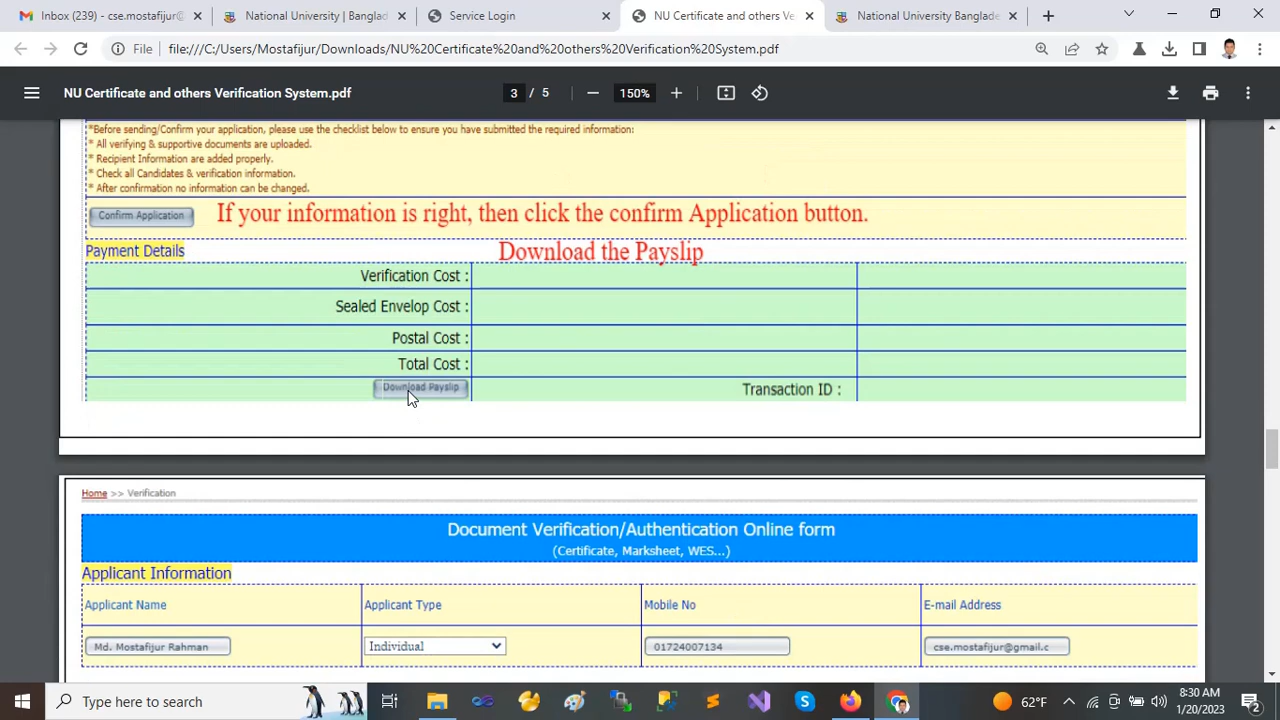 Inbox (239) - cse.mostafijur@
National University | Banglad
Service Login
NU Certificate and others Ve
National University Banglade
File
file:///C:/Users/Mostafijur/Downloads/NU%20Certificate%20and%20others%20Verification%20System.pdf
NU Certificate and others Verification System.pdf
3 / 5
150%
*Before sending/Confirm your application, please use the checklist below to ensure you have submitted the required information:
* All verifying & supportive documents are uploaded.
* Recipient Information are added properly.
* Check all Candidates & verification information.
* After confirmation no information can be changed.
Confirm Application
If your information is right, then click the confirm Application button.
Payment Details
Download the Payslip
Verification Cost :
Sealed Envelop Cost :
Postal Cost :
Total Cost :
Download Payslip
Transaction ID :
Home >> Verification
Document Verification/Authentication Online form
(Certificate, Marksheet, WES...)
Applicant Information
Applicant Name
Applicant Type
Mobile No
E-mail Address
Md. Mostafijur Rahman
Individual
01724007134
cse.mostafijur@gmail.c
Type here to search
62°F
8:30 AM
1/20/2023
2